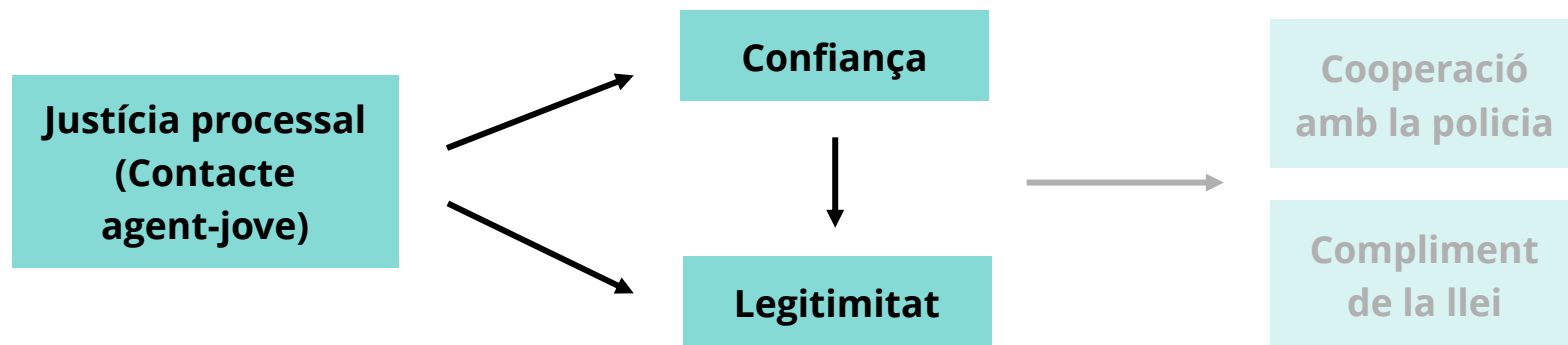 Justícia processal
(Contacte
agent-jove)
Confiança
Legitimitat
Cooperació
amb la policia
Compliment
de la llei